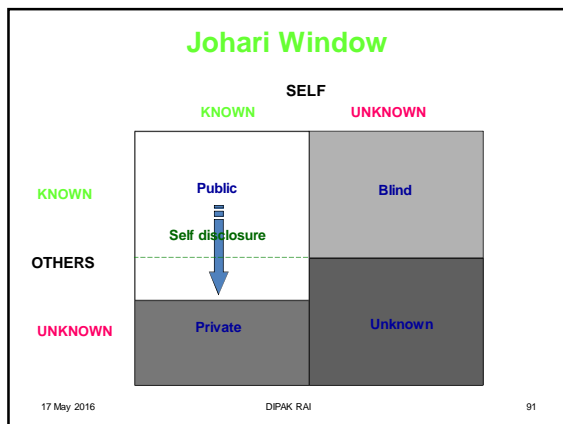 Johari Window
SELF
KNOWN UNKNOWN
KNOWN Public Blind
Self disclosure
OTHERS
UNKNOWN Private Unknown
17 May 2016 DIPAK RAI 91